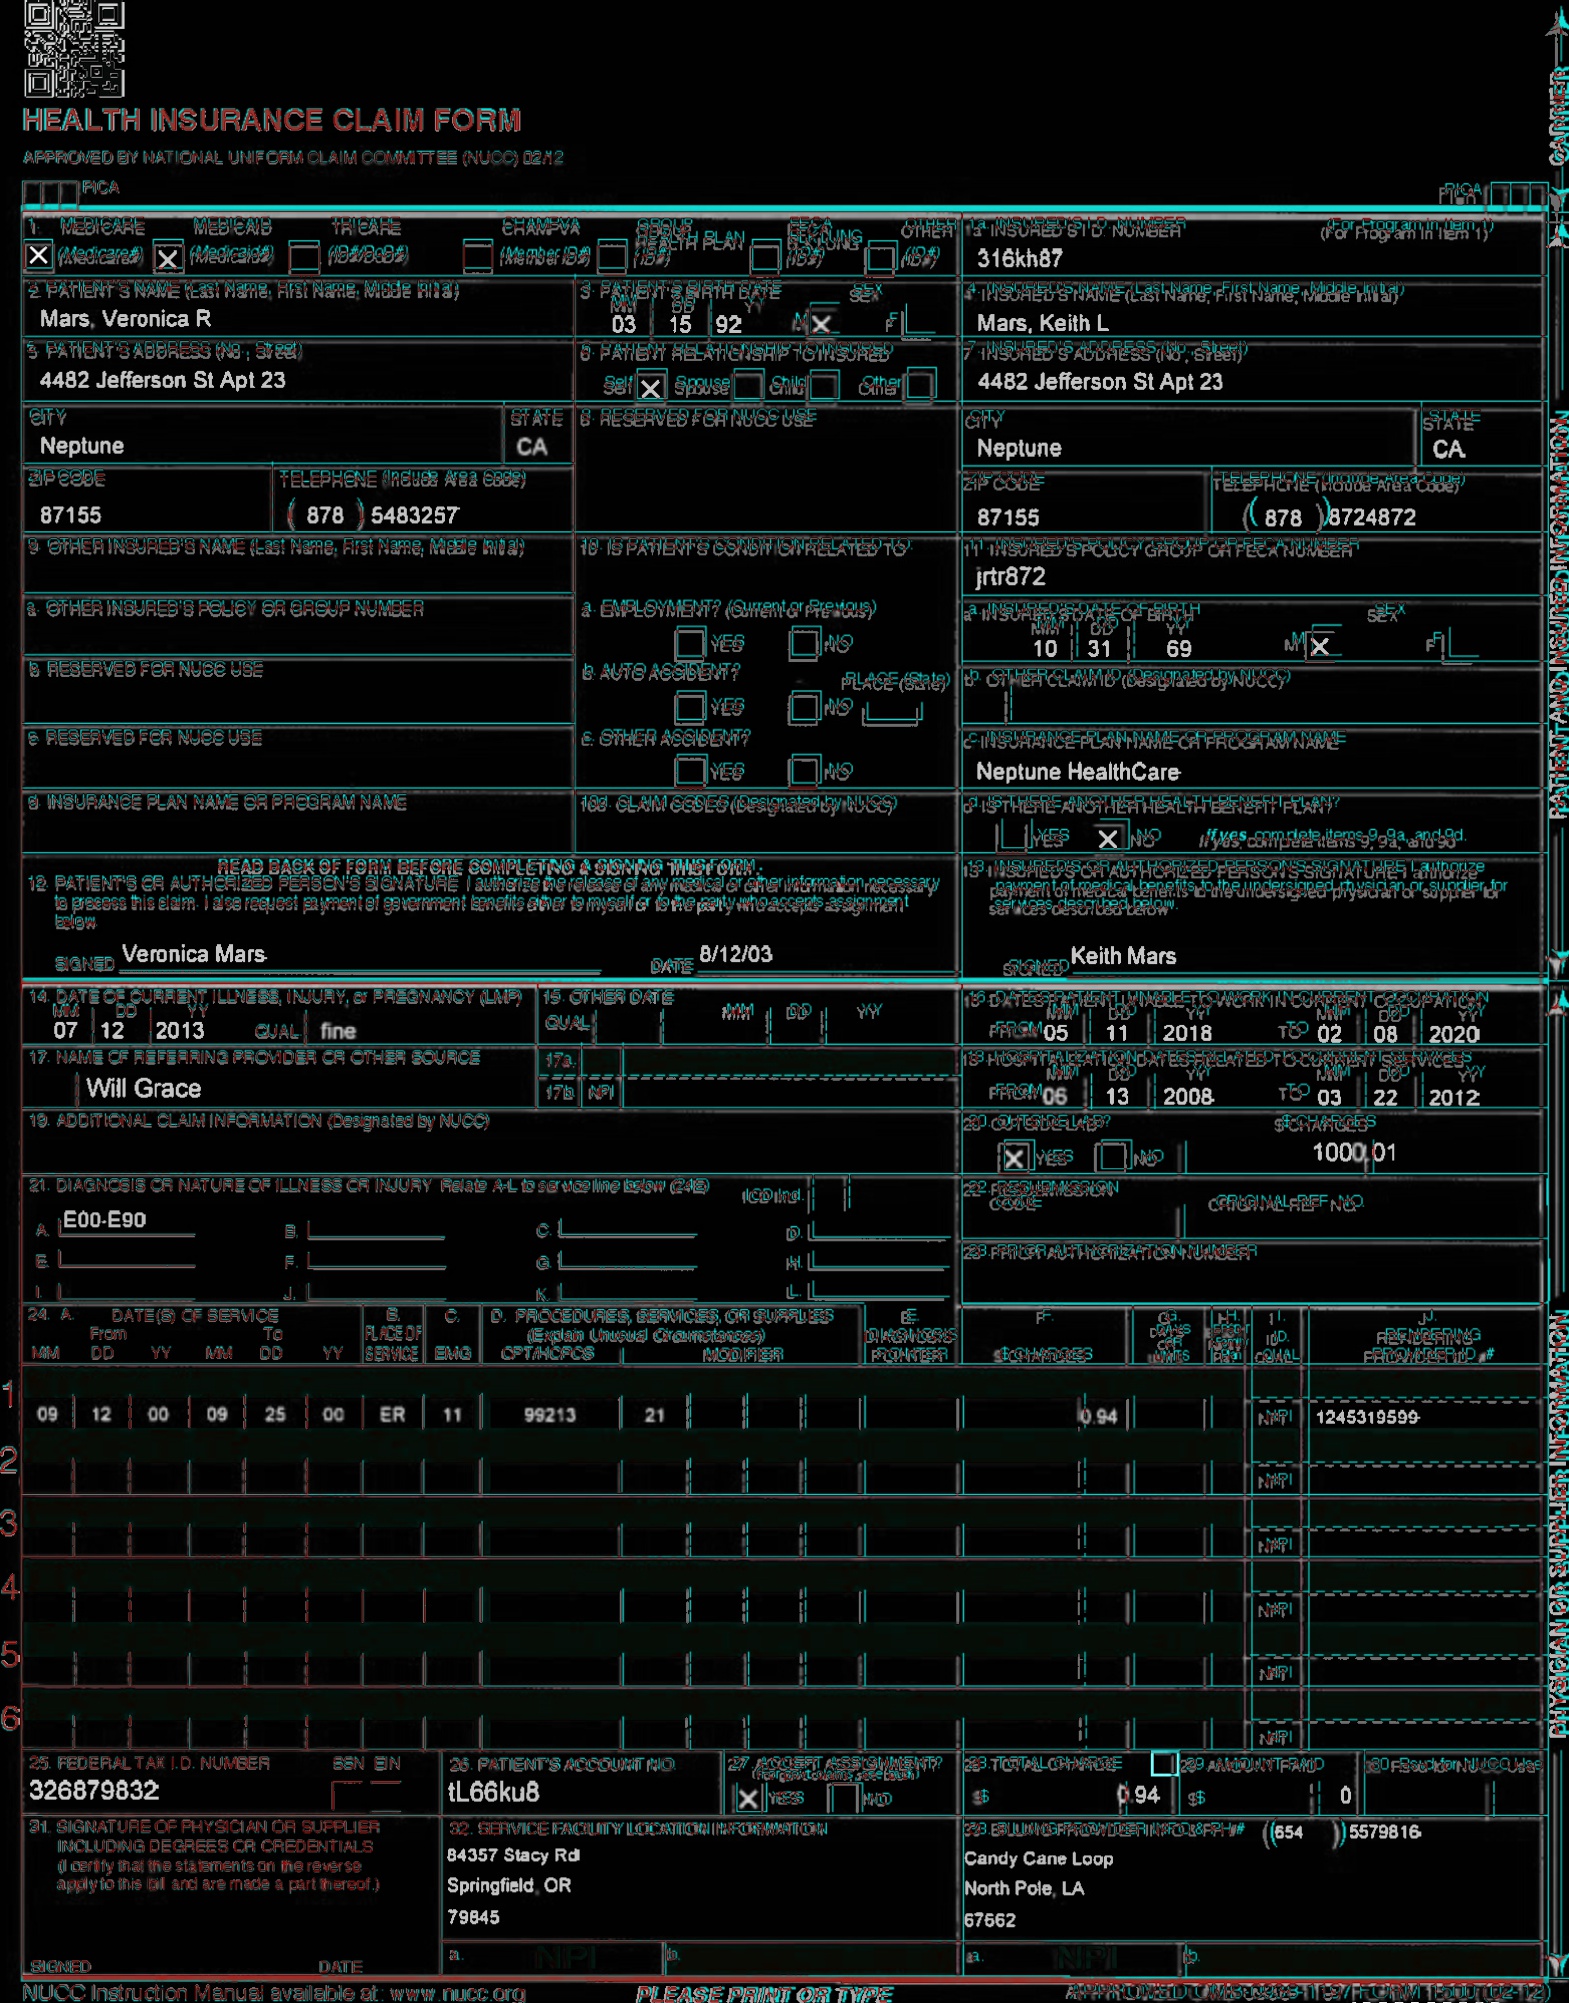 HEALTH INSURANCE CLAIM FORM
APPROVED BY NATIONAL UNIFORM CLAIM COMMITTEE (NUCC) 02/12
PICA PICA
CARRIER
1. MEDICARE MEDICAID TRICARE CHAMPVA GROUP HEALTH PLAN FECA BLK LUNG OTHER 1a. INSURED'S I.D. NUMBER (For Program in Item 1)
X (Medicare#) X (Medicaid#) (ID#/DoD#) (Member ID#) (ID#) (ID#) (ID#) 316kh87
2. PATIENT'S NAME (Last Name, First Name, Middle Initial) 3. PATIENT'S BIRTH DATE SEX 4. INSURED'S NAME (Last Name, First Name, Middle Initial)
MM DD YY
Mars, Veronica R 03 15 92 M X F Mars, Keith L
5. PATIENT'S ADDRESS (No., Street) 6. PATIENT RELATIONSHIP TO INSURED 7. INSURED'S ADDRESS (No., Street)
4482 Jefferson St Apt 23 Self X Spouse Child Other 4482 Jefferson St Apt 23
CITY STATE 8. RESERVED FOR NUCC USE CITY STATE
Neptune CA Neptune CA
ZIP CODE TELEPHONE (Include Area Code) ZIP CODE TELEPHONE (Include Area Code)
87155 ( 878 ) 5483257 87155 ( 878 ) 8724872
9. OTHER INSURED'S NAME (Last Name, First Name, Middle Initial) 10. IS PATIENT'S CONDITION RELATED TO: 11. INSURED'S POLICY GROUP OR FECA NUMBER
jrtr872
a. OTHER INSURED'S POLICY OR GROUP NUMBER a. EMPLOYMENT? (Current or Previous) a. INSURED'S DATE OF BIRTH SEX
MM DD YY
YES NO 10 31 69 M X F
b. RESERVED FOR NUCC USE b. AUTO ACCIDENT? PLACE (State) b. OTHER CLAIM ID (Designated by NUCC)
YES NO
c. RESERVED FOR NUCC USE c. OTHER ACCIDENT? c. INSURANCE PLAN NAME OR PROGRAM NAME
YES NO Neptune HealthCare
d. INSURANCE PLAN NAME OR PROGRAM NAME 10d. CLAIM CODES (Designated by NUCC) d. IS THERE ANOTHER HEALTH BENEFIT PLAN?
YES X NO If yes, complete items 9, 9a, and 9d.
PATIENT AND INSURED INFORMATION
READ BACK OF FORM BEFORE COMPLETING & SIGNING THIS FORM.
12. PATIENT'S OR AUTHORIZED PERSON'S SIGNATURE I authorize the release of any medical or other information necessary
to process this claim. I also request payment of government benefits either to myself or to the party who accepts assignment
below.
SIGNED Veronica Mars DATE 8/12/03
13. INSURED'S OR AUTHORIZED PERSON'S SIGNATURE I authorize
payment of medical benefits to the undersigned physician or supplier for
services described below.
SIGNED Keith Mars
14. DATE OF CURRENT ILLNESS, INJURY, or PREGNANCY (LMP) 15. OTHER DATE 16. DATES PATIENT UNABLE TO WORK IN CURRENT OCCUPATION
MM DD YY MM DD YY MM DD YY MM DD YY
07 12 2013 QUAL. fine QUAL. FROM 05 11 2018 TO 02 08 2020
17. NAME OF REFERRING PROVIDER OR OTHER SOURCE 17a. 18. HOSPITALIZATION DATES RELATED TO CURRENT SERVICES
MM DD YY MM DD YY
Will Grace 17b. NPI FROM 06 13 2008 TO 03 22 2012
19. ADDITIONAL CLAIM INFORMATION (Designated by NUCC) 20. OUTSIDE LAB? $ CHARGES
X YES NO 1000 01
21. DIAGNOSIS OR NATURE OF ILLNESS OR INJURY Relate A-L to service line below (24E) ICD Ind. 22. RESUBMISSION CODE ORIGINAL REF. NO.
A. E00-E90 B. C. D.
E. F. G. H. 23. PRIOR AUTHORIZATION NUMBER
I. J. K. L.
24. A. DATE(S) OF SERVICE B. C. D. PROCEDURES, SERVICES, OR SUPPLIES E. F. G. H. I. J.
From To PLACE OF (Explain Unusual Circumstances) DIAGNOSIS DAYS OR ID. RENDERING
MM DD YY MM DD YY SERVICE EMG CPT/HCPCS MODIFIER POINTER $ CHARGES UNITS Plan QUAL. PROVIDER ID. #
1
09 12 00 09 25 00 ER 11 99213 21 0.94 NPI 1245319599
2
NPI
3
NPI
4
NPI
5
NPI
6
NPI
PHYSICIAN OR SUPPLIER INFORMATION
25. FEDERAL TAX I.D. NUMBER SSN EIN 26. PATIENT'S ACCOUNT NO. 27. ACCEPT ASSIGNMENT? 28. TOTAL CHARGE 29. AMOUNT PAID 30. Rsvd for NUCC Use
326879832 tL66ku8 X YES NO $ 0.94 $ 0
31. SIGNATURE OF PHYSICIAN OR SUPPLIER
INCLUDING DEGREES OR CREDENTIALS
(I certify that the statements on the reverse
apply to this bill and are made a part thereof.)
SIGNED DATE
32. SERVICE FACILITY LOCATION INFORMATION
84357 Stacy Rd
Springfield, OR
79845
a. NPI b.
33. BILLING PROVIDER INFO & PH # (654 ) 5579816
Candy Cane Loop
North Pole, LA
67662
a. NPI b.
NUCC Instruction Manual available at: www.nucc.org PLEASE PRINT OR TYPE APPROVED OMB-0938-1197 FORM 1500 (02-12)